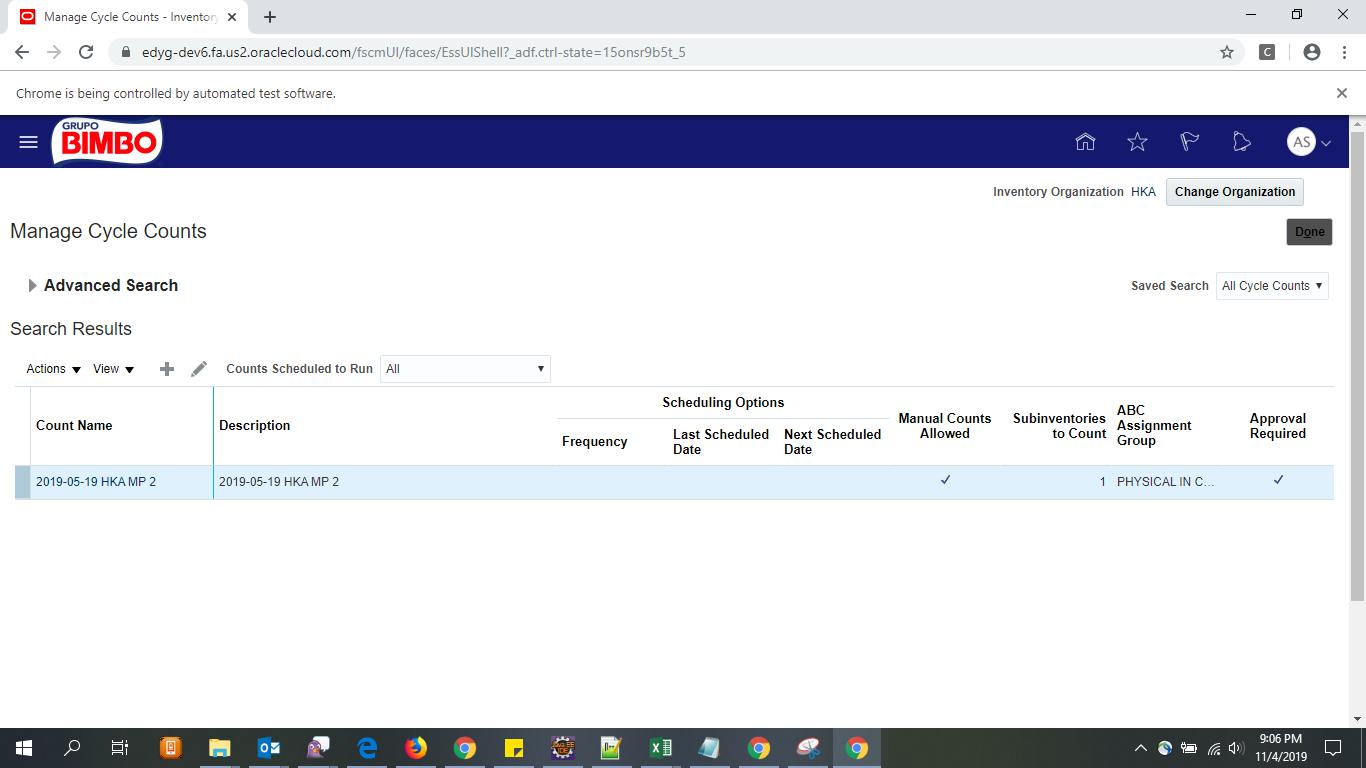 Manage Cycle Counts - Inventory
edyg-dev6.fa.us2.oraclecloud.com/fscmUI/faces/EssUIShell?_adf.ctrl-state=15onsr9b5t_5
C
Chrome is being controlled by automated test software.
GRUPO
BIMBO
AS
Inventory Organization HKA Change Organization
Manage Cycle Counts
Done
Advanced Search
Saved Search All Cycle Counts
Search Results
Actions View Counts Scheduled to Run All
Count Name Description Scheduling Options Frequency Last Scheduled Date Next Scheduled Date Manual Counts Allowed Subinventories to Count ABC Assignment Group Approval Required
2019-05-19 HKA MP 2 2019-05-19 HKA MP 2 1 PHYSICAL IN C...
9:06 PM
11/4/2019